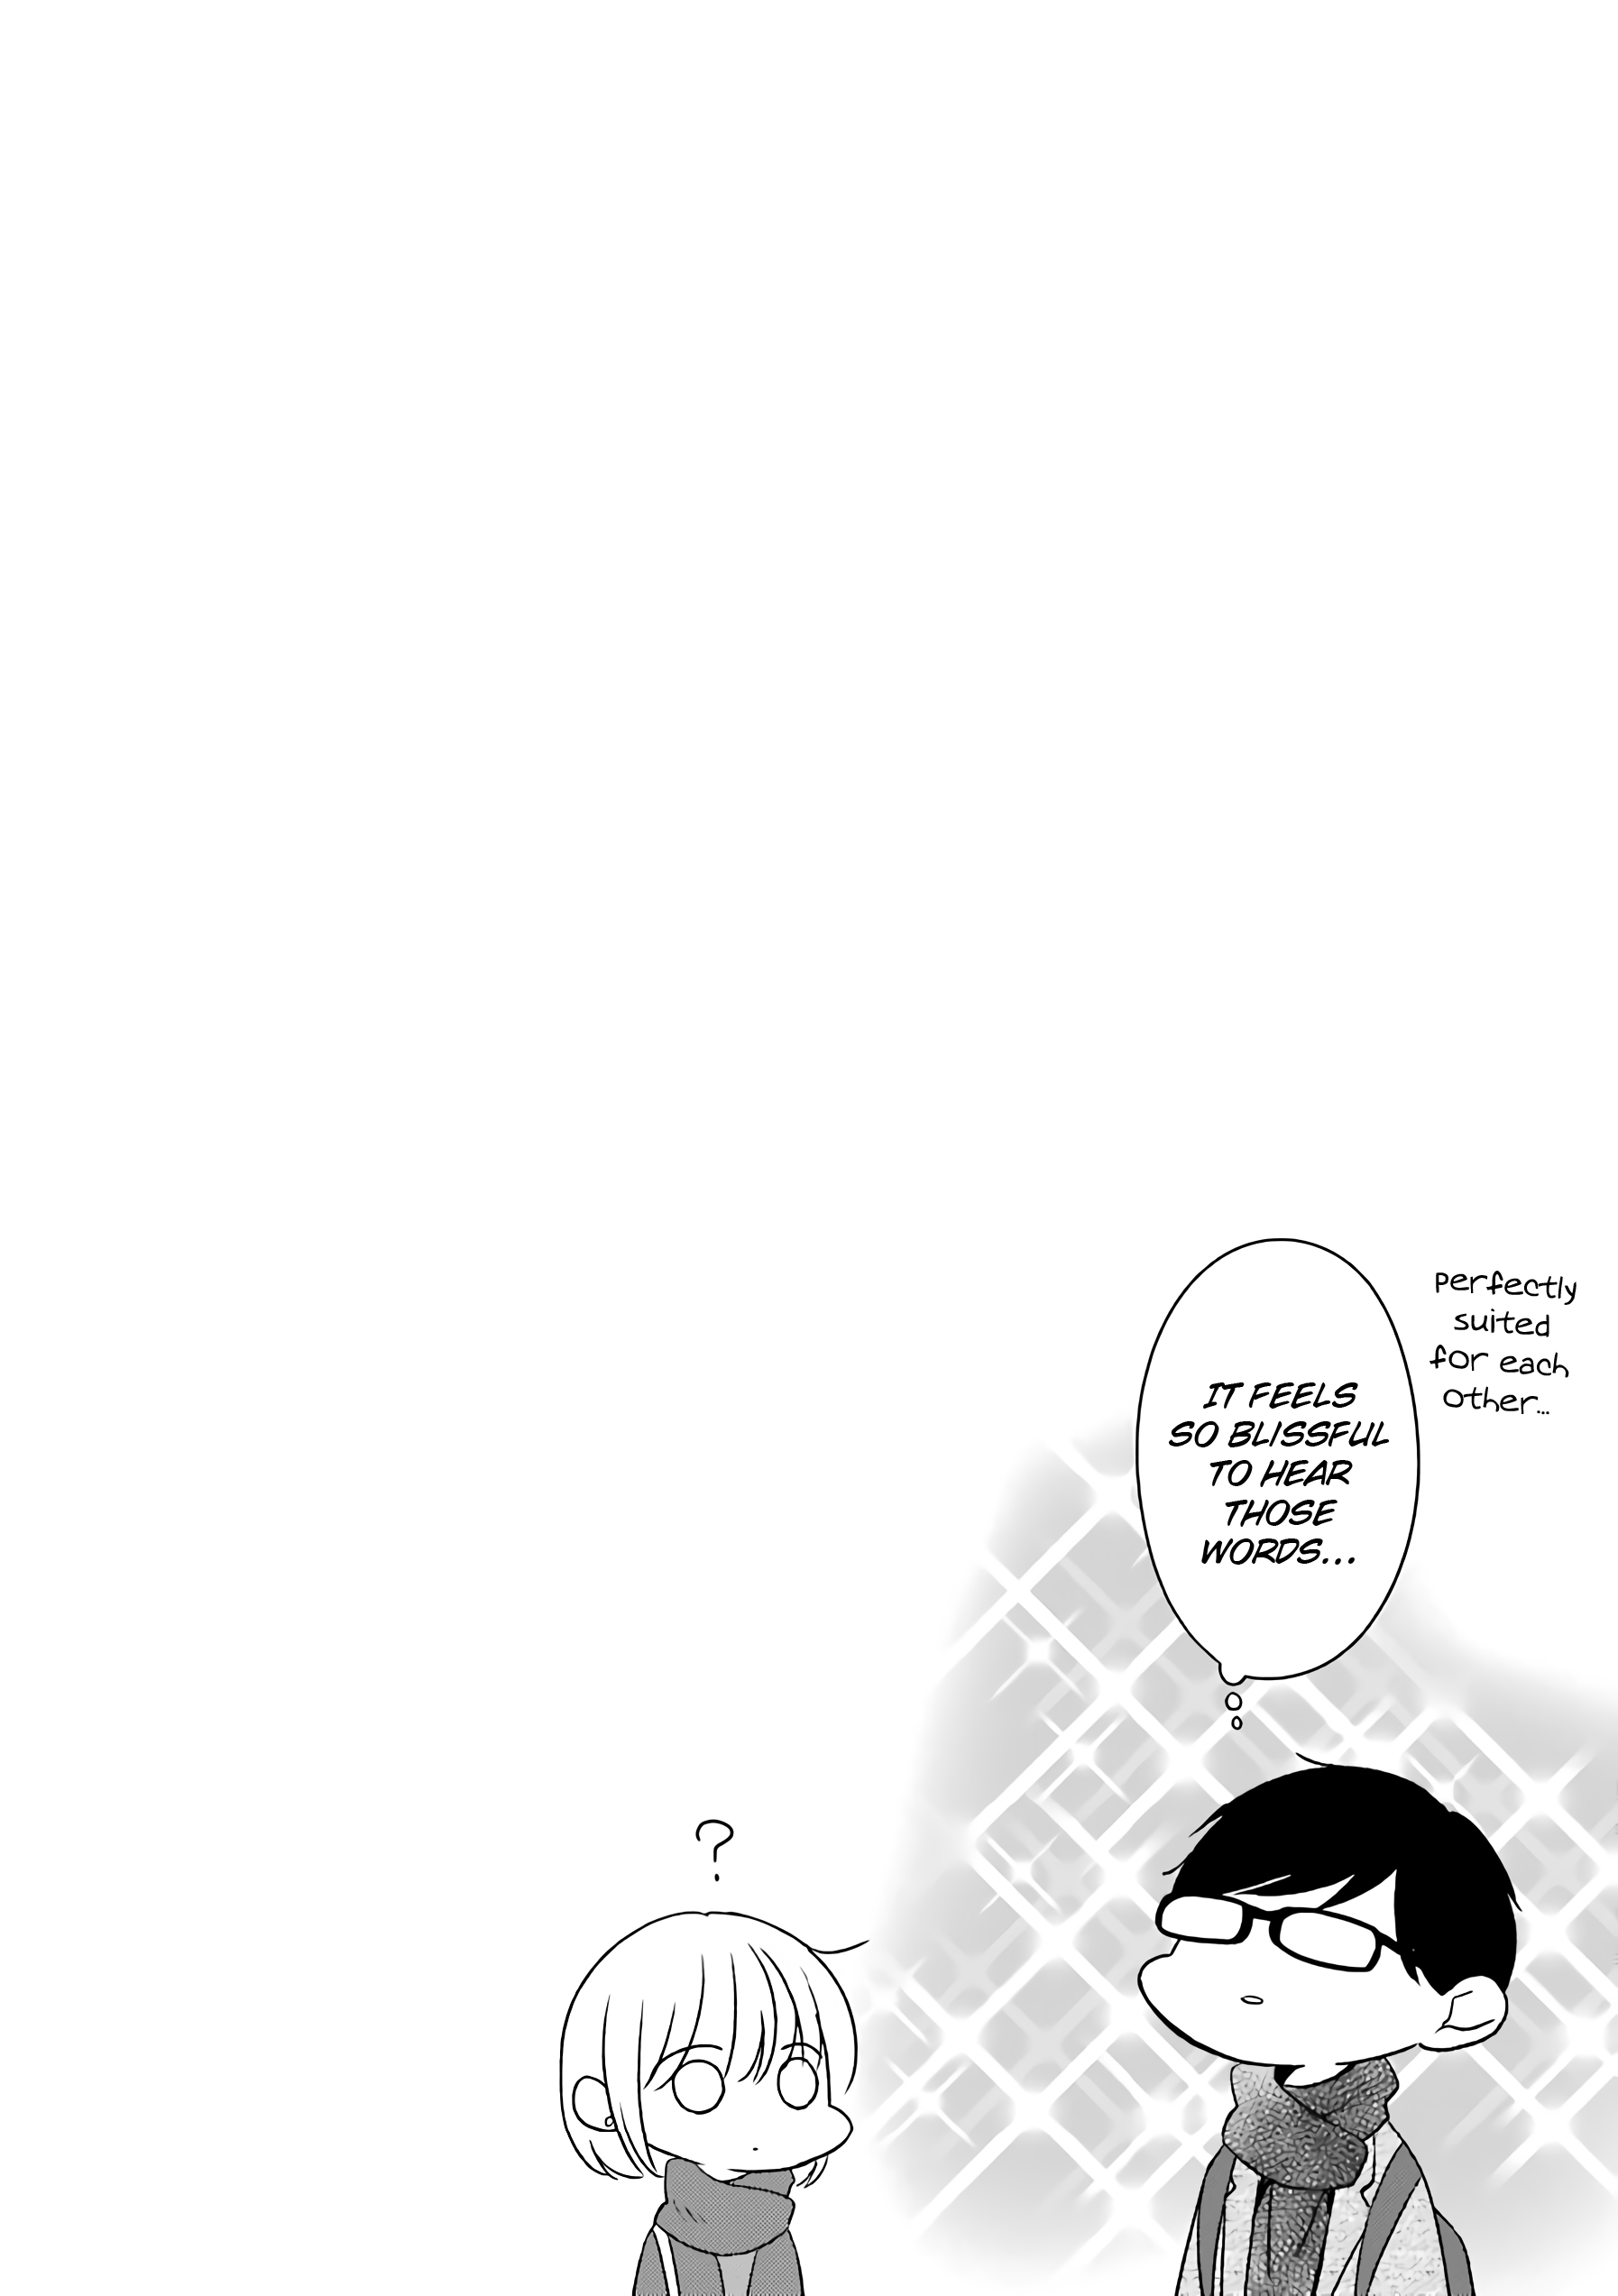 Perfectly
suited
for each
other...
IT FEELS
SO BLISSFUL
TO HEAR
THOSE
WORDS...
?